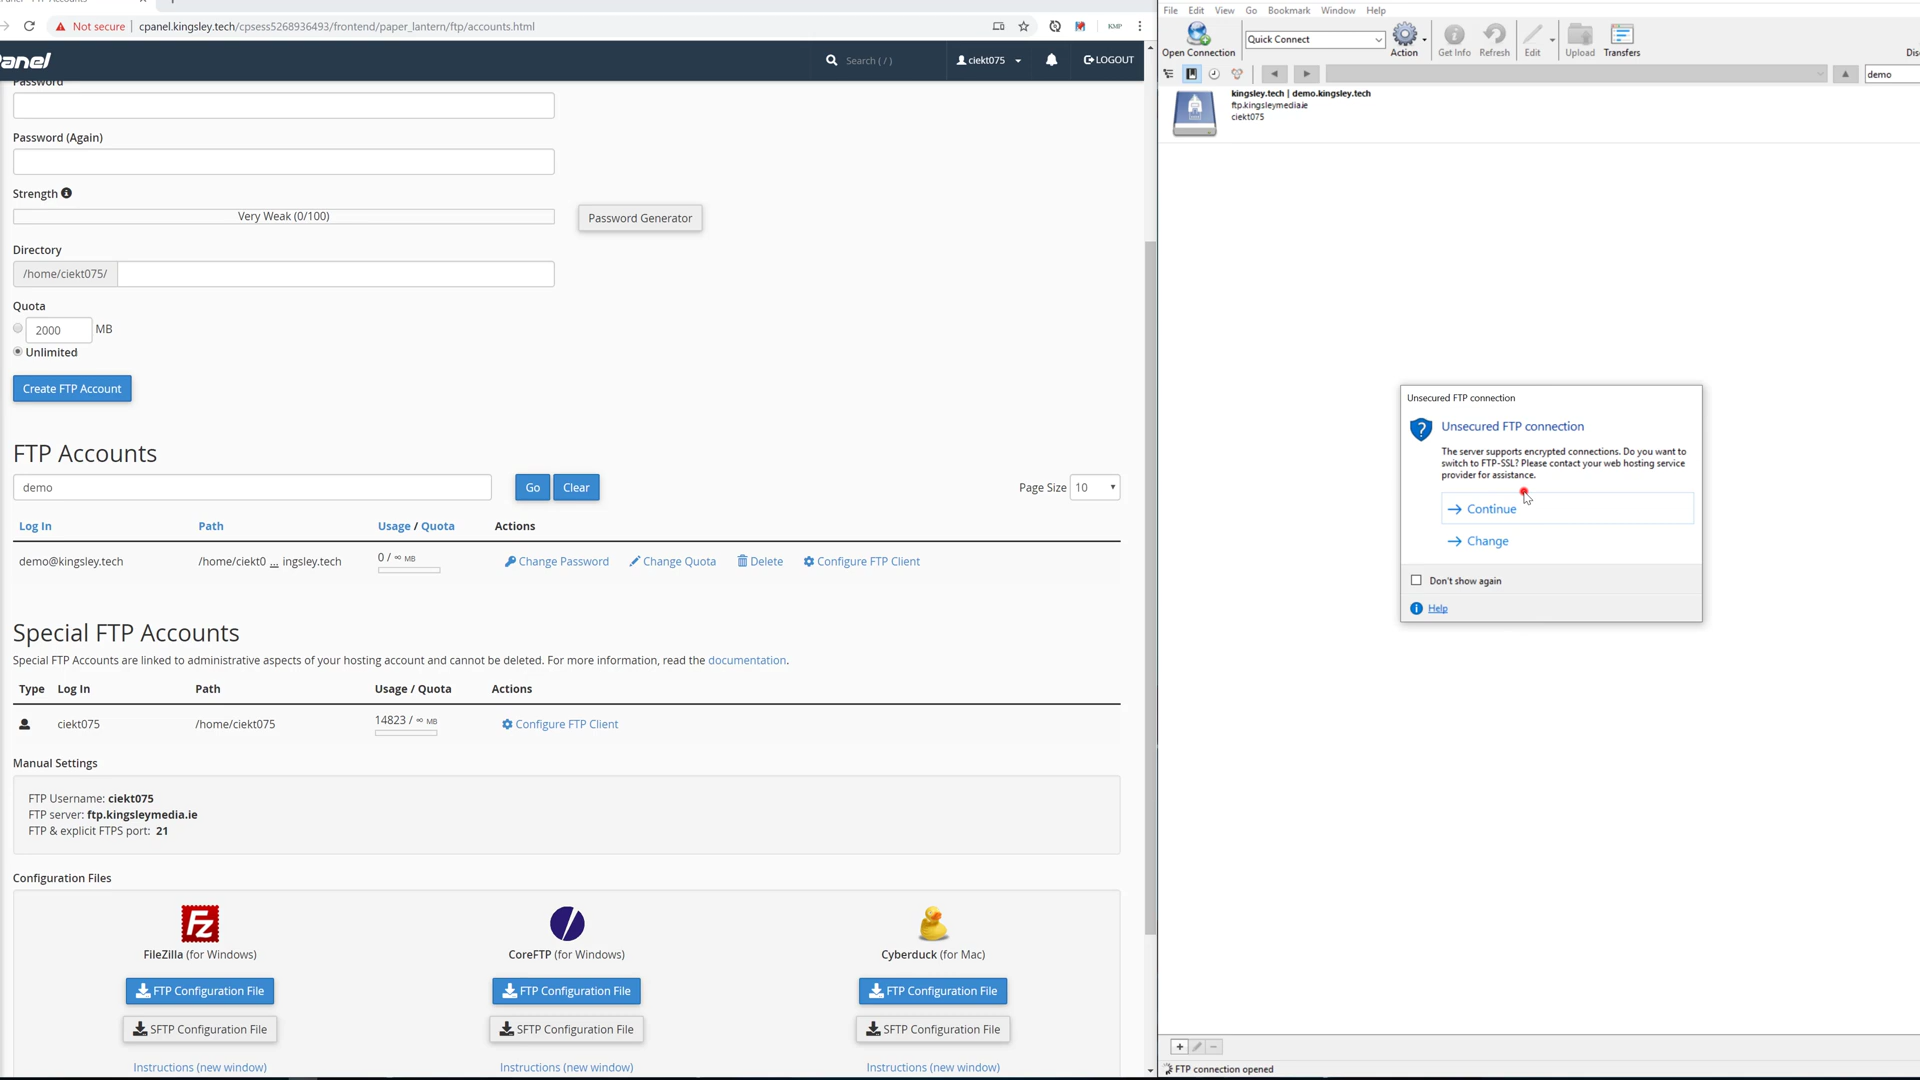 Not secure
cpanel.kingsley.tech/cpsess5268936493/frontend/paper_lantern/ftp/accounts.html
KMP
anel
Search ( / )
ciekt075
LOGOUT
Password
Password (Again)
Strength
Very Weak (0/100)
Password Generator
Directory
/home/ciekt075/
Quota
2000 MB
Unlimited
Create FTP Account
FTP Accounts
demo
Go
Clear
Page Size 10
Log In Path Usage / Quota Actions
demo@kingsley.tech /home/ciekt0 ... ingsley.tech 0 / ∞ MB Change Password Change Quota Delete Configure FTP Client
Special FTP Accounts
Special FTP Accounts are linked to administrative aspects of your hosting account and cannot be deleted. For more information, read the documentation.
Type Log In Path Usage / Quota Actions
ciekt075 /home/ciekt075 14823 / ∞ MB Configure FTP Client
Manual Settings
FTP Username: ciekt075
FTP server: ftp.kingsleymedia.ie
FTP & explicit FTPS port: 21
Configuration Files
FileZilla (for Windows) CoreFTP (for Windows) Cyberduck (for Mac)
FTP Configuration File FTP Configuration File FTP Configuration File
SFTP Configuration File SFTP Configuration File SFTP Configuration File
Instructions (new window) Instructions (new window) Instructions (new window)
File Edit View Go Bookmark Window Help
Quick Connect
Open Connection Action Get Info Refresh Edit Upload Transfers
demo
kingsley.tech | demo.kingsley.tech
ftp.kingsleymedia.ie
ciekt075
Unsecured FTP connection
Unsecured FTP connection
The server supports encrypted connections. Do you want to
switch to FTP-SSL? Please contact your web hosting service
provider for assistance.
Continue
Change
Don't show again
Help
FTP connection opened